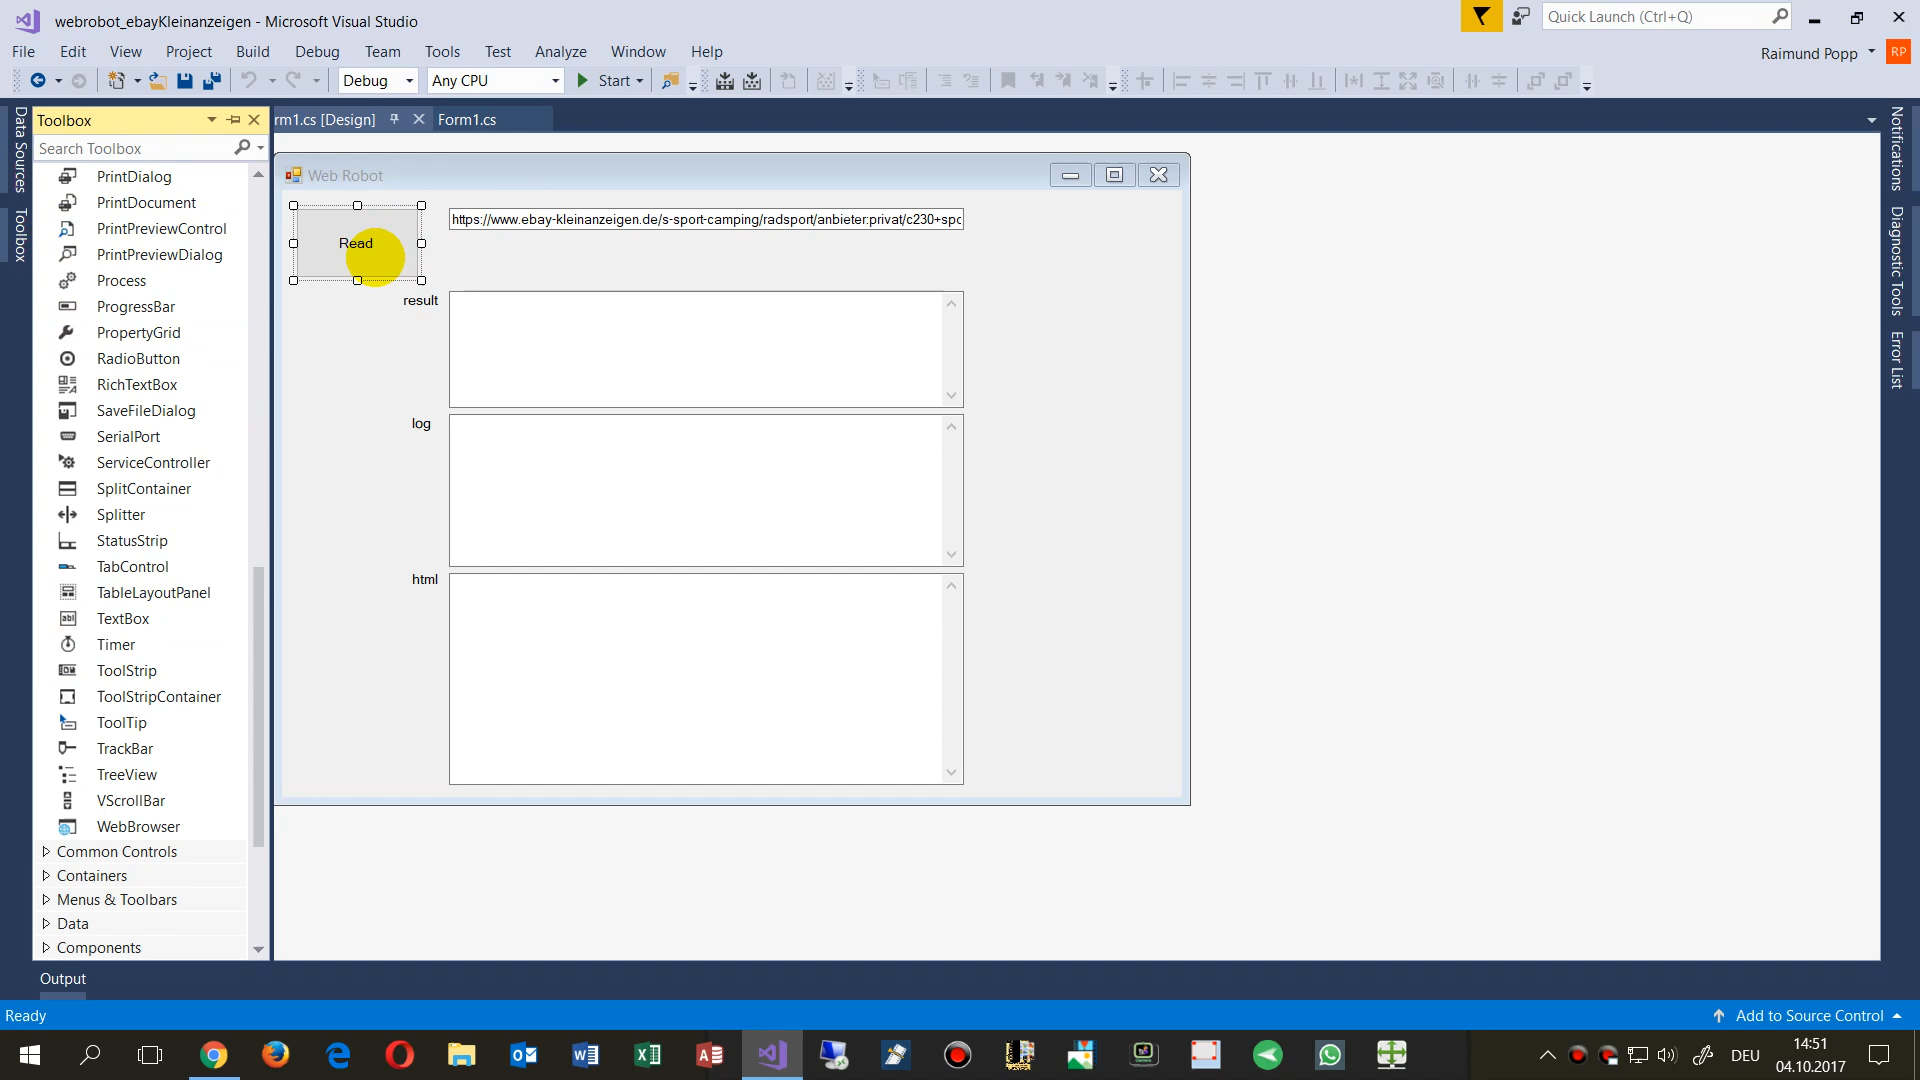 webrobot_ebayKleinanzeigen - Microsoft Visual Studio
Quick Launch (Ctrl+Q)
File Edit View Project Build Debug Team Tools Test Analyze Window Help
Raimund Popp
RP
Debug
Any CPU
Start
Data Sources
Toolbox
Toolbox
Search Toolbox
PrintDialog
PrintDocument
PrintPreviewControl
PrintPreviewDialog
Process
ProgressBar
PropertyGrid
RadioButton
RichTextBox
SaveFileDialog
SerialPort
ServiceController
SplitContainer
Splitter
StatusStrip
TabControl
TableLayoutPanel
TextBox
Timer
ToolStrip
ToolStripContainer
ToolTip
TrackBar
TreeView
VScrollBar
WebBrowser
Common Controls
Containers
Menus & Toolbars
Data
Components
rm1.cs [Design]
Form1.cs
Web Robot
Read
https://www.ebay-kleinanzeigen.de/s-sport-camping/radsport/anbieter:privat/c230+spo
result
log
html
Notifications
Diagnostic Tools
Error List
Output
Ready
Add to Source Control
DEU
14:51
04.10.2017